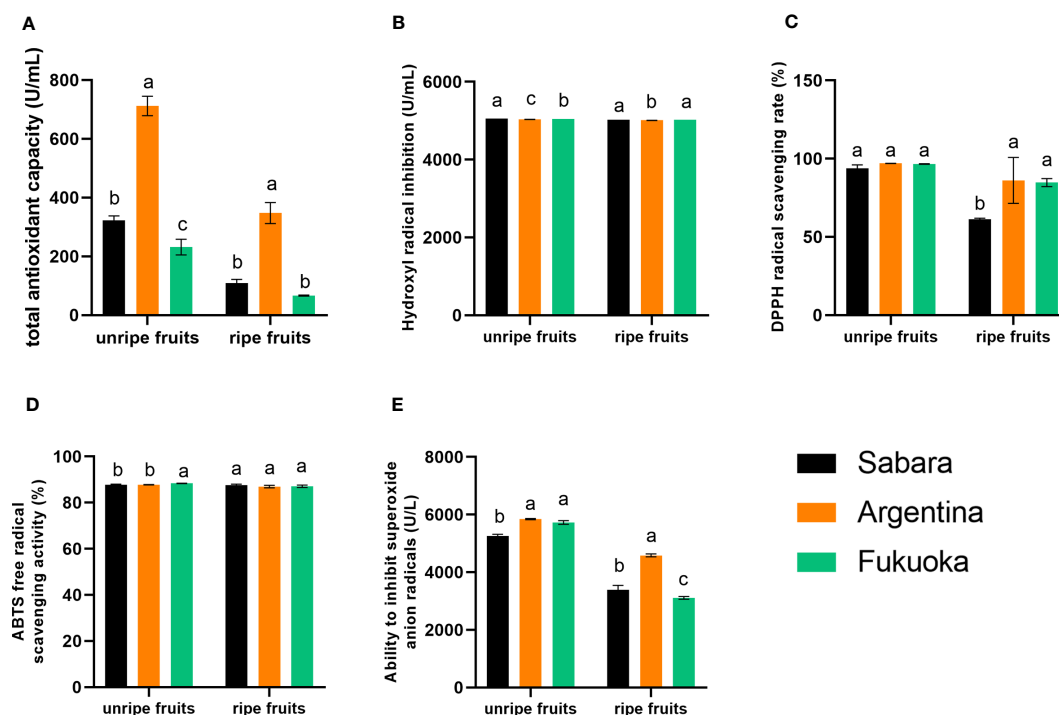 A
total antioxidant capacity (U/mL)
800
600
400
200
0
b
a
c
b
a
b
unripe fruits
ripe fruits
B
Hydroxyl radical inhibition (U/mL)
6000
4000
2000
0
a
c
b
a
b
a
unripe fruits
ripe fruits
C
DPPH radical scavenging rate (%)
150
100
50
0
a
a
a
b
a
a
unripe fruits
ripe fruits
D
ABTS free radical
scavenging activity (%)
100
80
60
40
20
0
b
b
a
a
a
a
unripe fruits
ripe fruits
E
Ability to inhibit superoxide
anion radicals (U/L)
8000
6000
4000
2000
0
b
a
a
b
a
c
unripe fruits
ripe fruits
Sabara
Argentina
Fukuoka